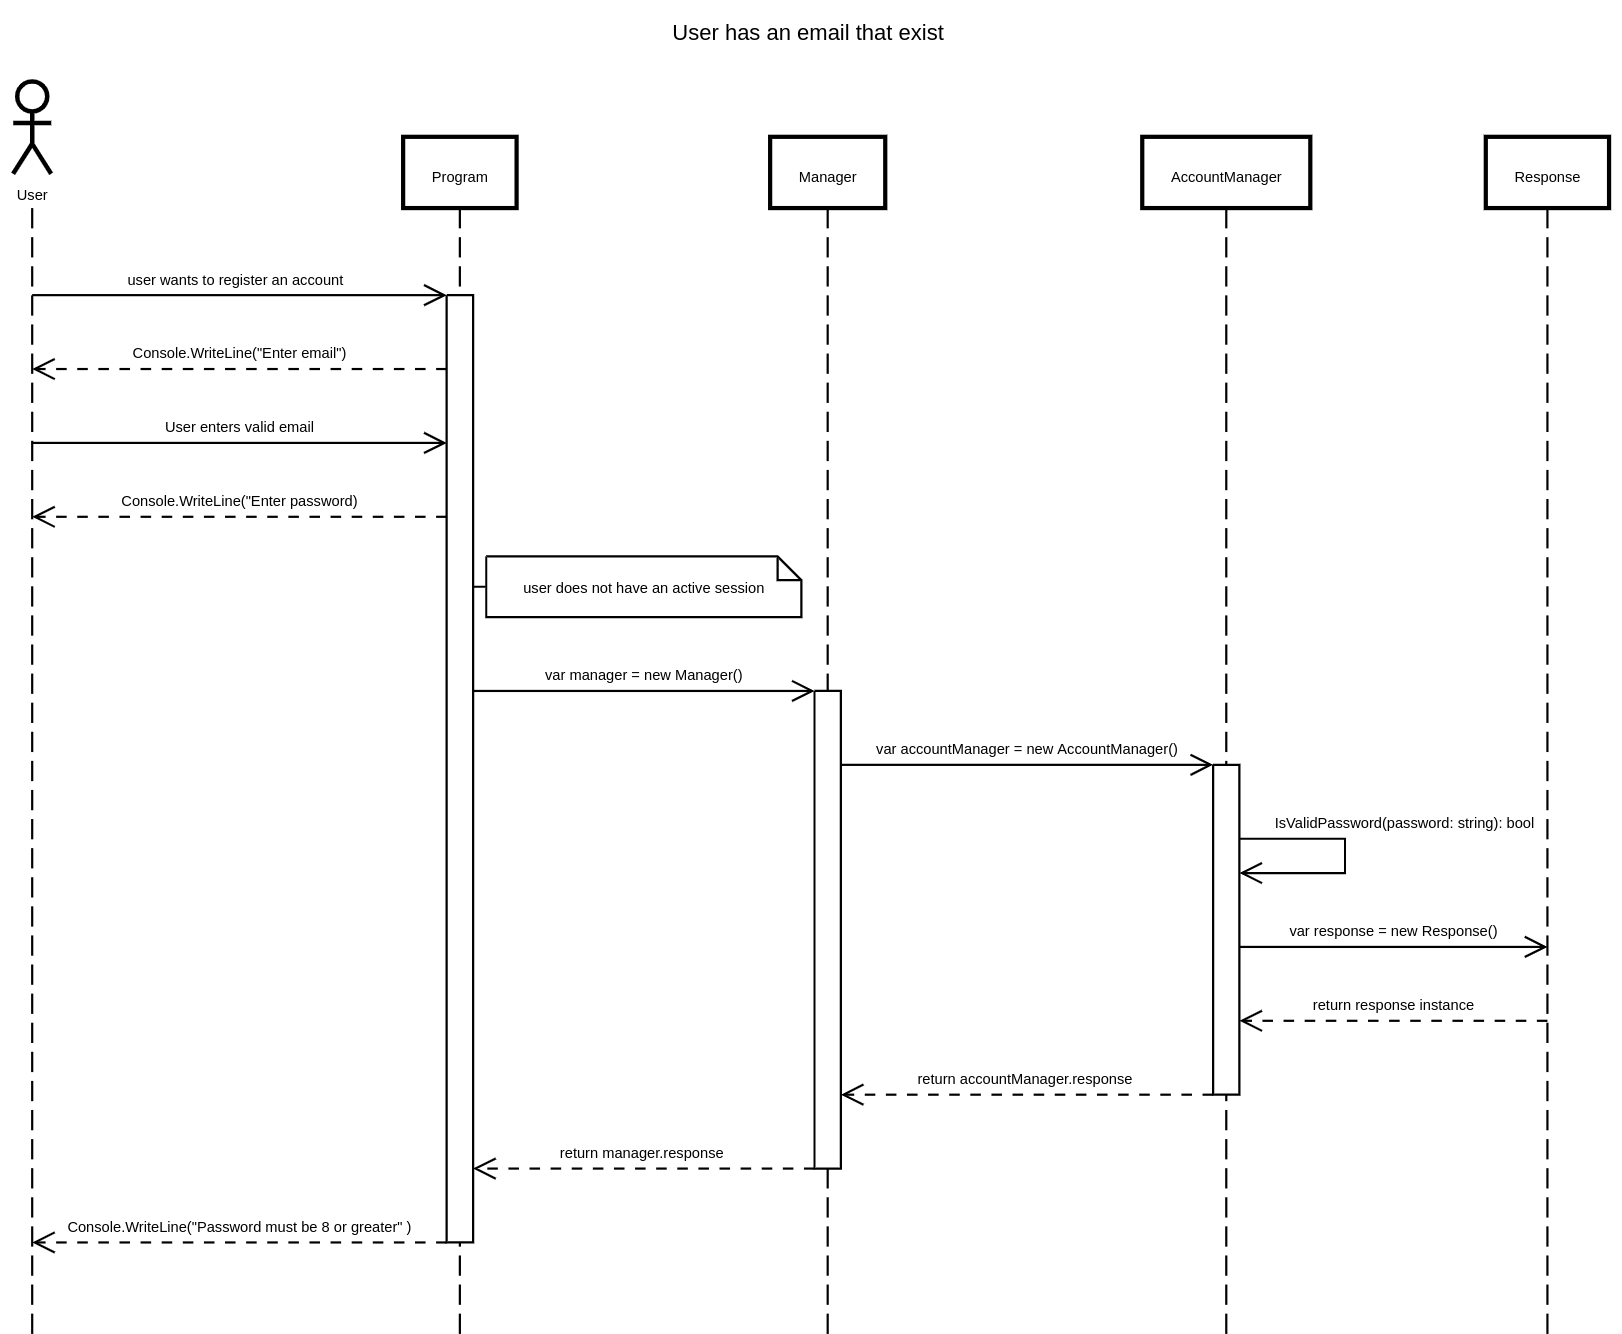 User has an email that exist
User
Program
Manager
AccountManager
Response
user wants to register an account
Console.WriteLine("Enter email")
User enters valid email
Console.WriteLine("Enter password)
user does not have an active session
var manager = new Manager()
var accountManager = new AccountManager()
IsValidPassword(password: string): bool
var response = new Response()
return response instance
return accountManager.response
return manager.response
Console.WriteLine("Password must be 8 or greater" )